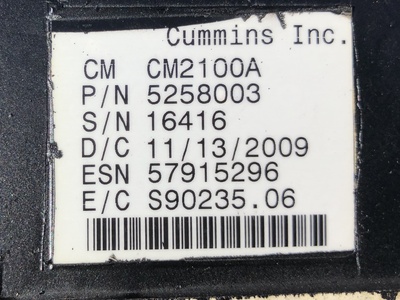 Cummins Inc.
CM CM2100A
P/N 5258003
S/N 16416
D/C 11/13/2009
ESN 57915296
E/C S90235.06